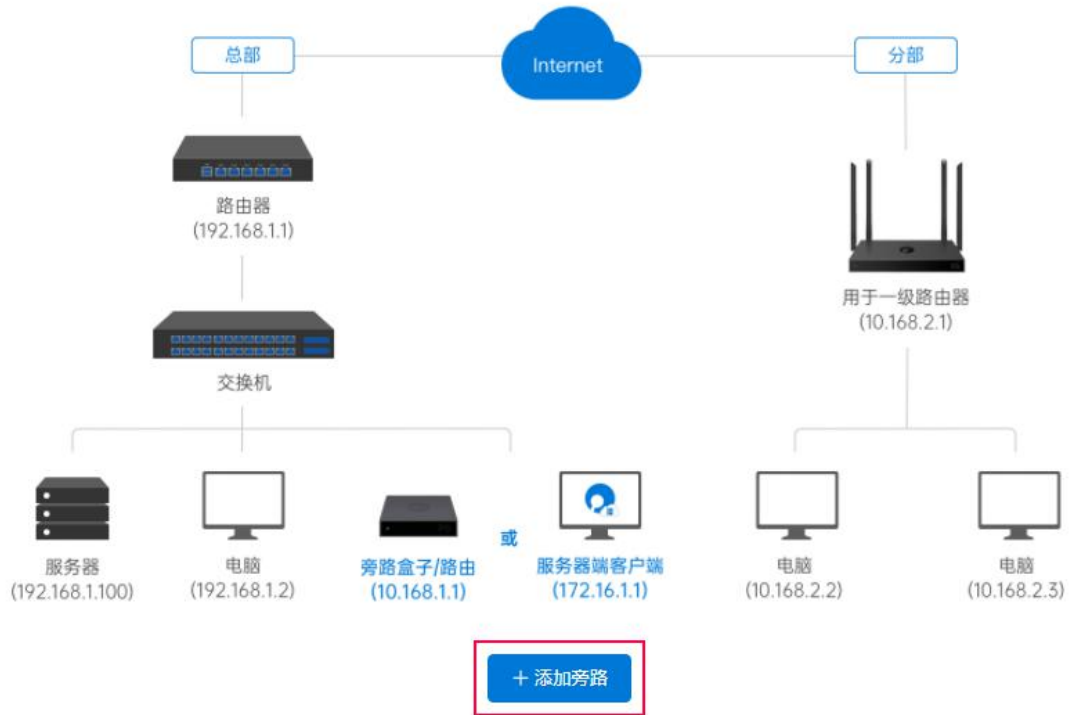 总部
Internet
分部
路由器
(192.168.1.1)
用于一级路由器
(10.168.2.1)
交换机
服务器
(192.168.1.100)
电脑
(192.168.1.2)
旁路盒子/路由
(10.168.1.1)
或
服务器端客户端
(172.16.1.1)
电脑
(10.168.2.2)
电脑
(10.168.2.3)
+ 添加旁路